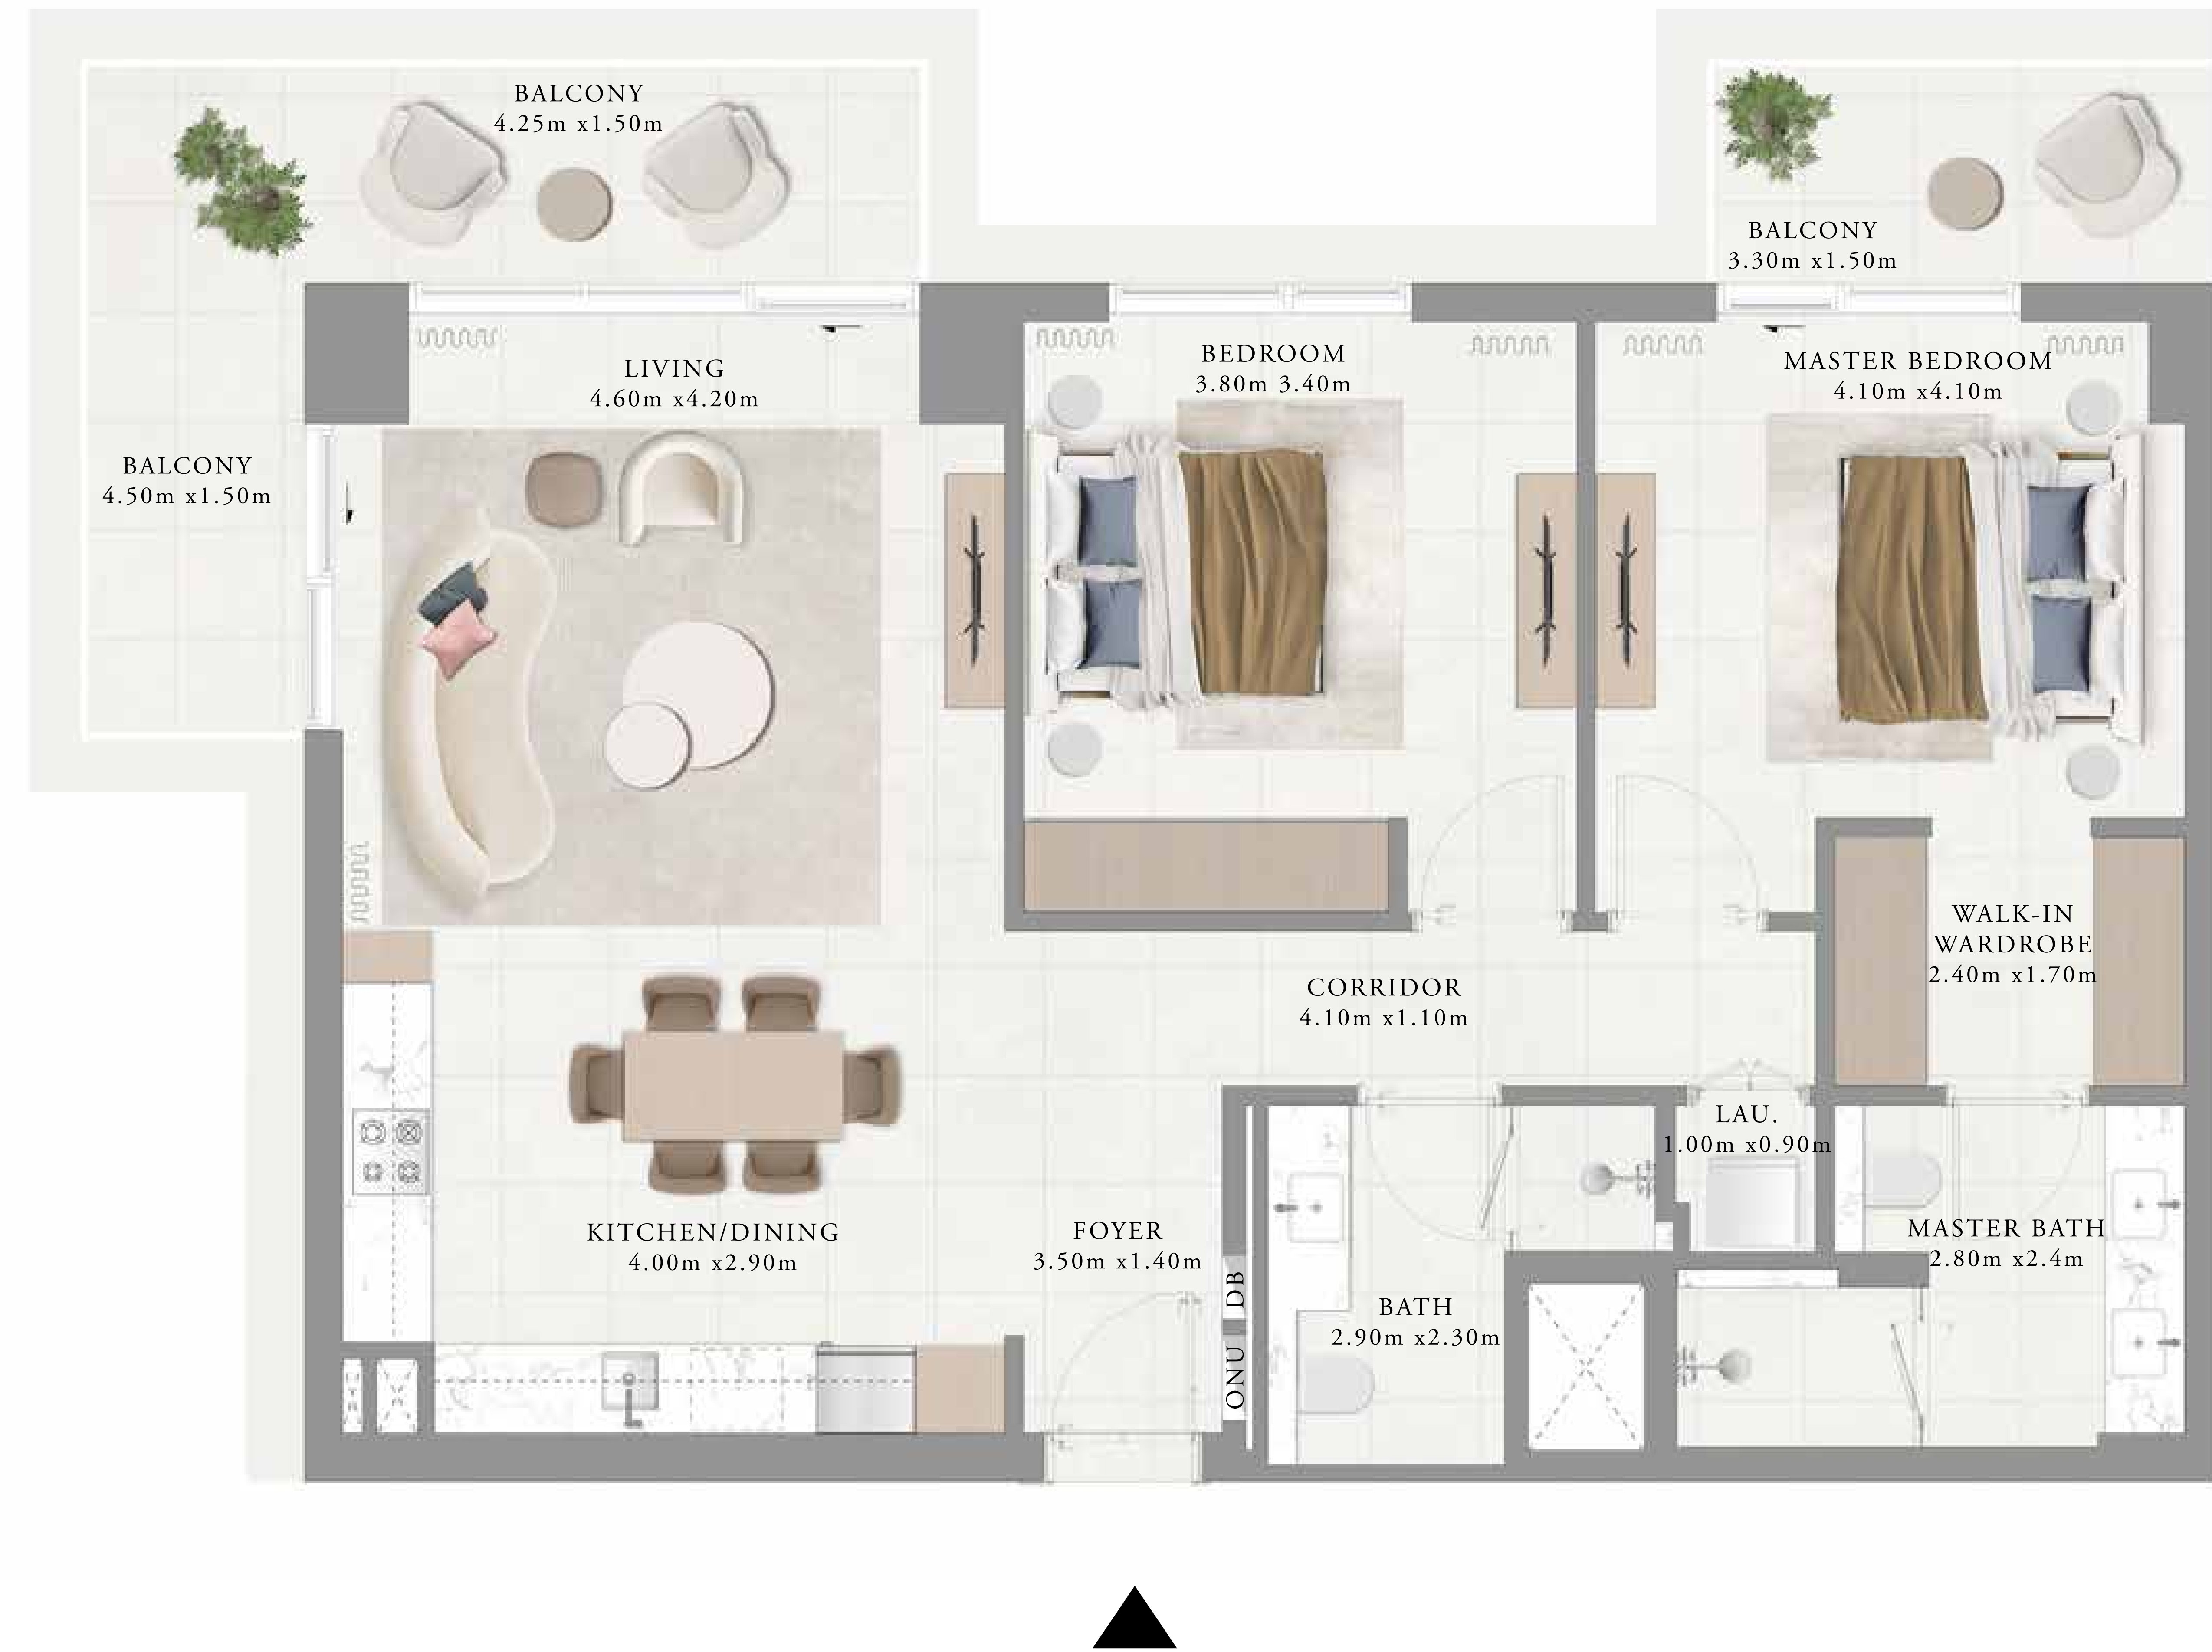 BALCONY
4.25m x1.50m
BALCONY
3.30m x1.50m
LIVING
4.60m x4.20m
BEDROOM
3.80m 3.40m
MASTER BEDROOM
4.10m x4.10m
BALCONY
4.50m x1.50m
WALK-IN
WARDROBE
2.40m x1.70m
CORRIDOR
4.10m x1.10m
LAU.
1.00m x0.90m
KITCHEN/DINING
4.00m x2.90m
FOYER
3.50m x1.40m
MASTER BATH
2.80m x2.4m
DB
ONU
BATH
2.90m x2.30m